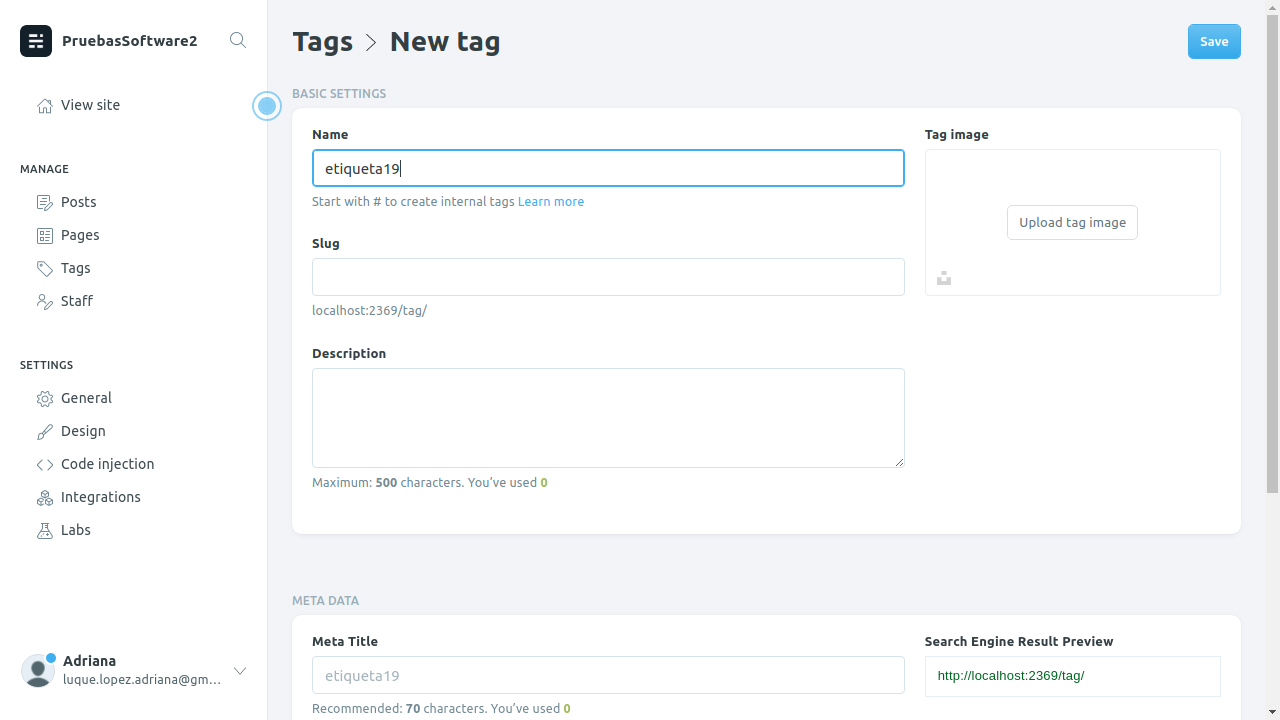 PruebasSoftware2
View site
MANAGE
Posts
Pages
Tags
Staff
SETTINGS
General
Design
Code injection
Integrations
Labs
Adriana
luque.lopez.adriana@gm…
Tags > New tag
Save
BASIC SETTINGS
Name
etiqueta19
Start with # to create internal tags Learn more
Slug
localhost:2369/tag/
Description
Maximum: 500 characters. You’ve used 0
Tag image
Upload tag image
META DATA
Meta Title
etiqueta19
Recommended: 70 characters. You’ve used 0
Search Engine Result Preview
http://localhost:2369/tag/